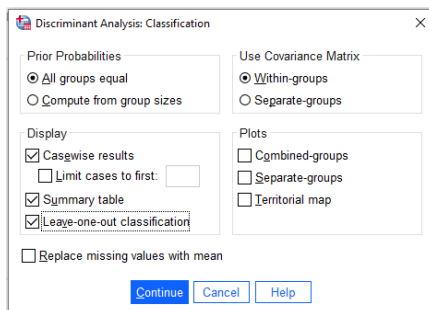 Discriminant Analysis: Classification
Prior Probabilities
All groups equal
Compute from group sizes
Use Covariance Matrix
Within-groups
Separate-groups
Display
Casewise results
Limit cases to first:
Summary table
Leave-one-out classification
Plots
Combined-groups
Separate-groups
Territorial map
Replace missing values with mean
Continue Cancel Help